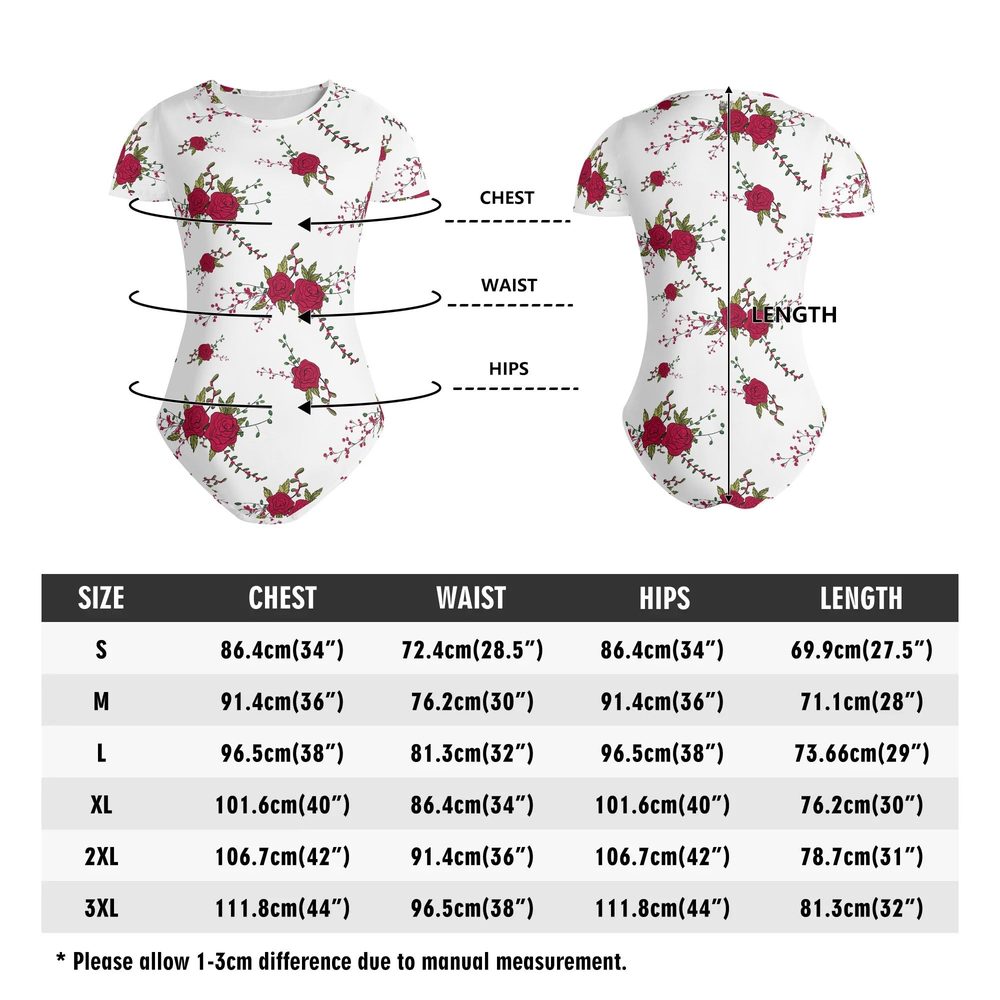 CHEST
WAIST
HIPS
LENGTH
SIZE CHEST WAIST HIPS LENGTH
S 86.4cm(34”) 72.4cm(28.5”) 86.4cm(34”) 69.9cm(27.5”)
M 91.4cm(36”) 76.2cm(30”) 91.4cm(36”) 71.1cm(28”)
L 96.5cm(38”) 81.3cm(32”) 96.5cm(38”) 73.66cm(29”)
XL 101.6cm(40”) 86.4cm(34”) 101.6cm(40”) 76.2cm(30”)
2XL 106.7cm(42”) 91.4cm(36”) 106.7cm(42”) 78.7cm(31”)
3XL 111.8cm(44”) 96.5cm(38”) 111.8cm(44”) 81.3cm(32”)
* Please allow 1-3cm difference due to manual measurement.